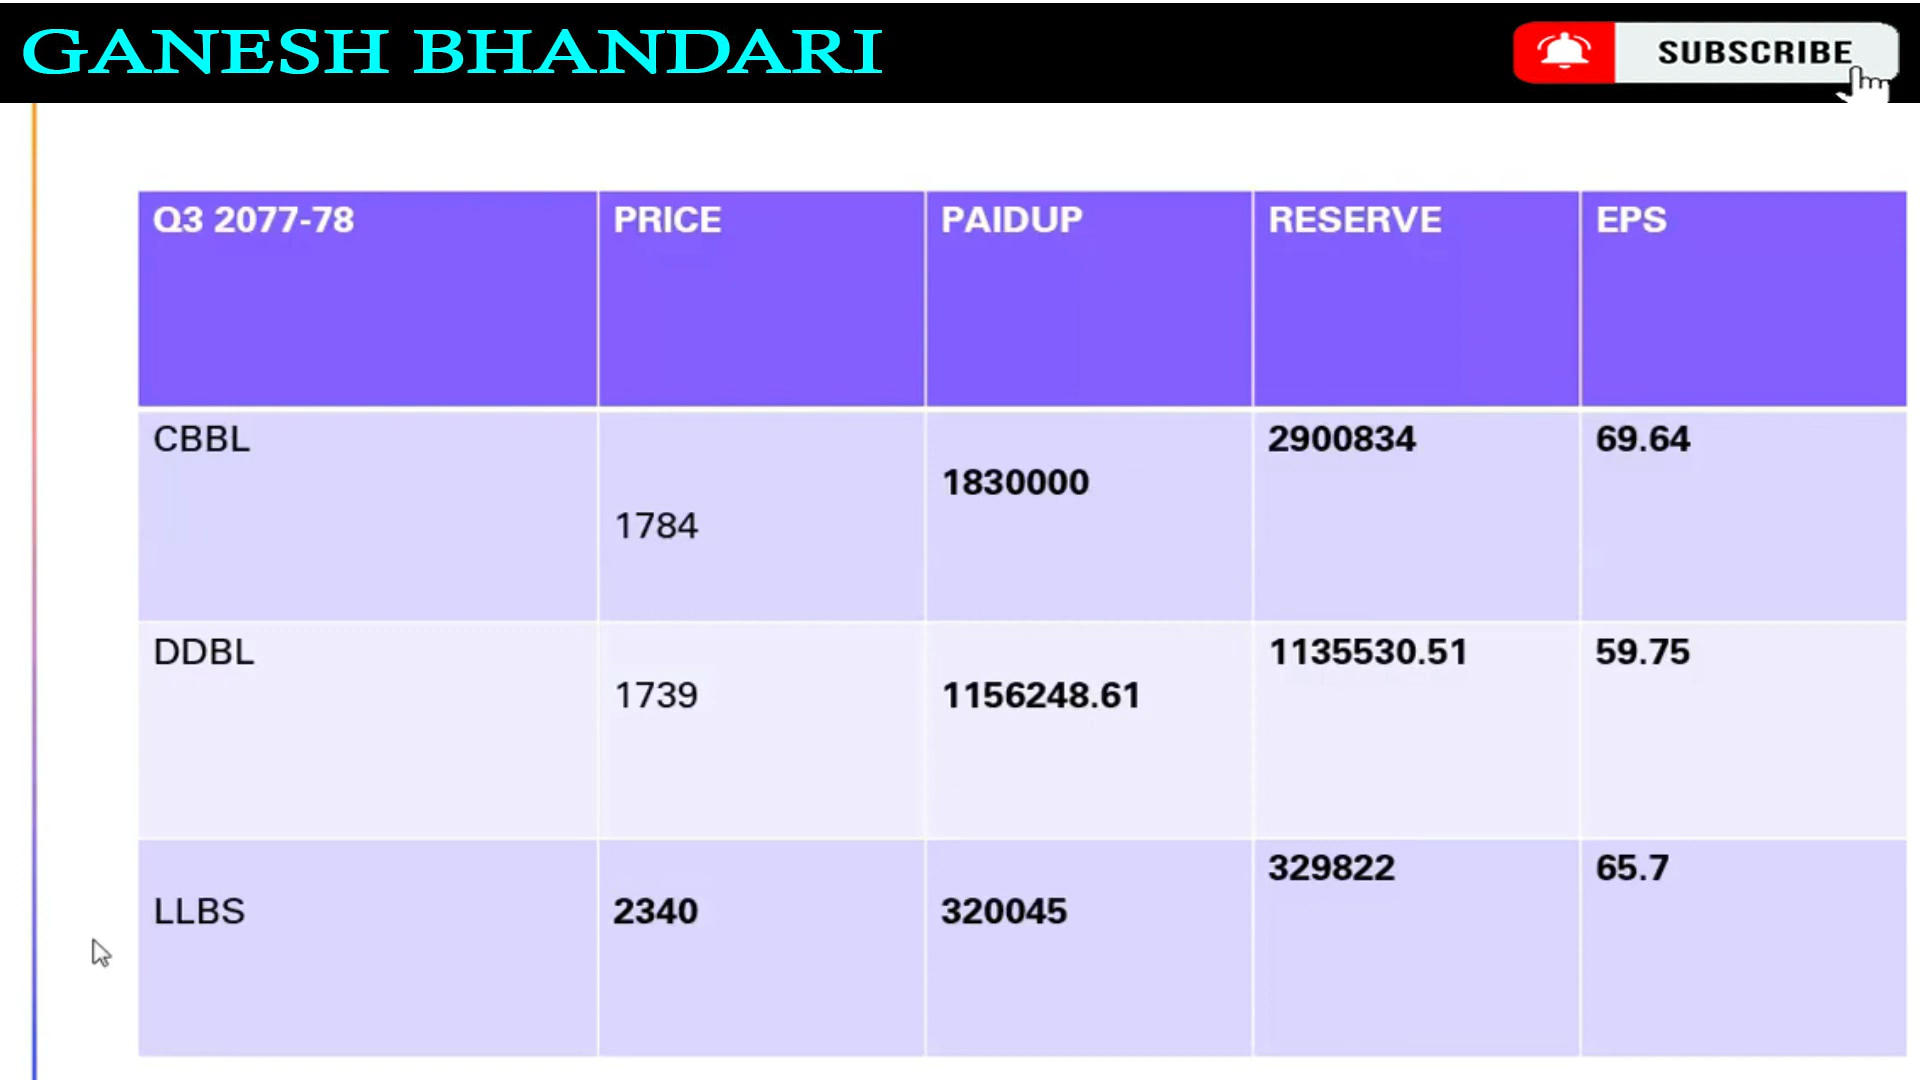 GANESH BHANDARI
SUBSCRIBE
Q3 2077-78 PRICE PAIDUP RESERVE EPS
CBBL 1784 1830000 2900834 69.64
DDBL 1739 1156248.61 1135530.51 59.75
LLBS 2340 320045 329822 65.7